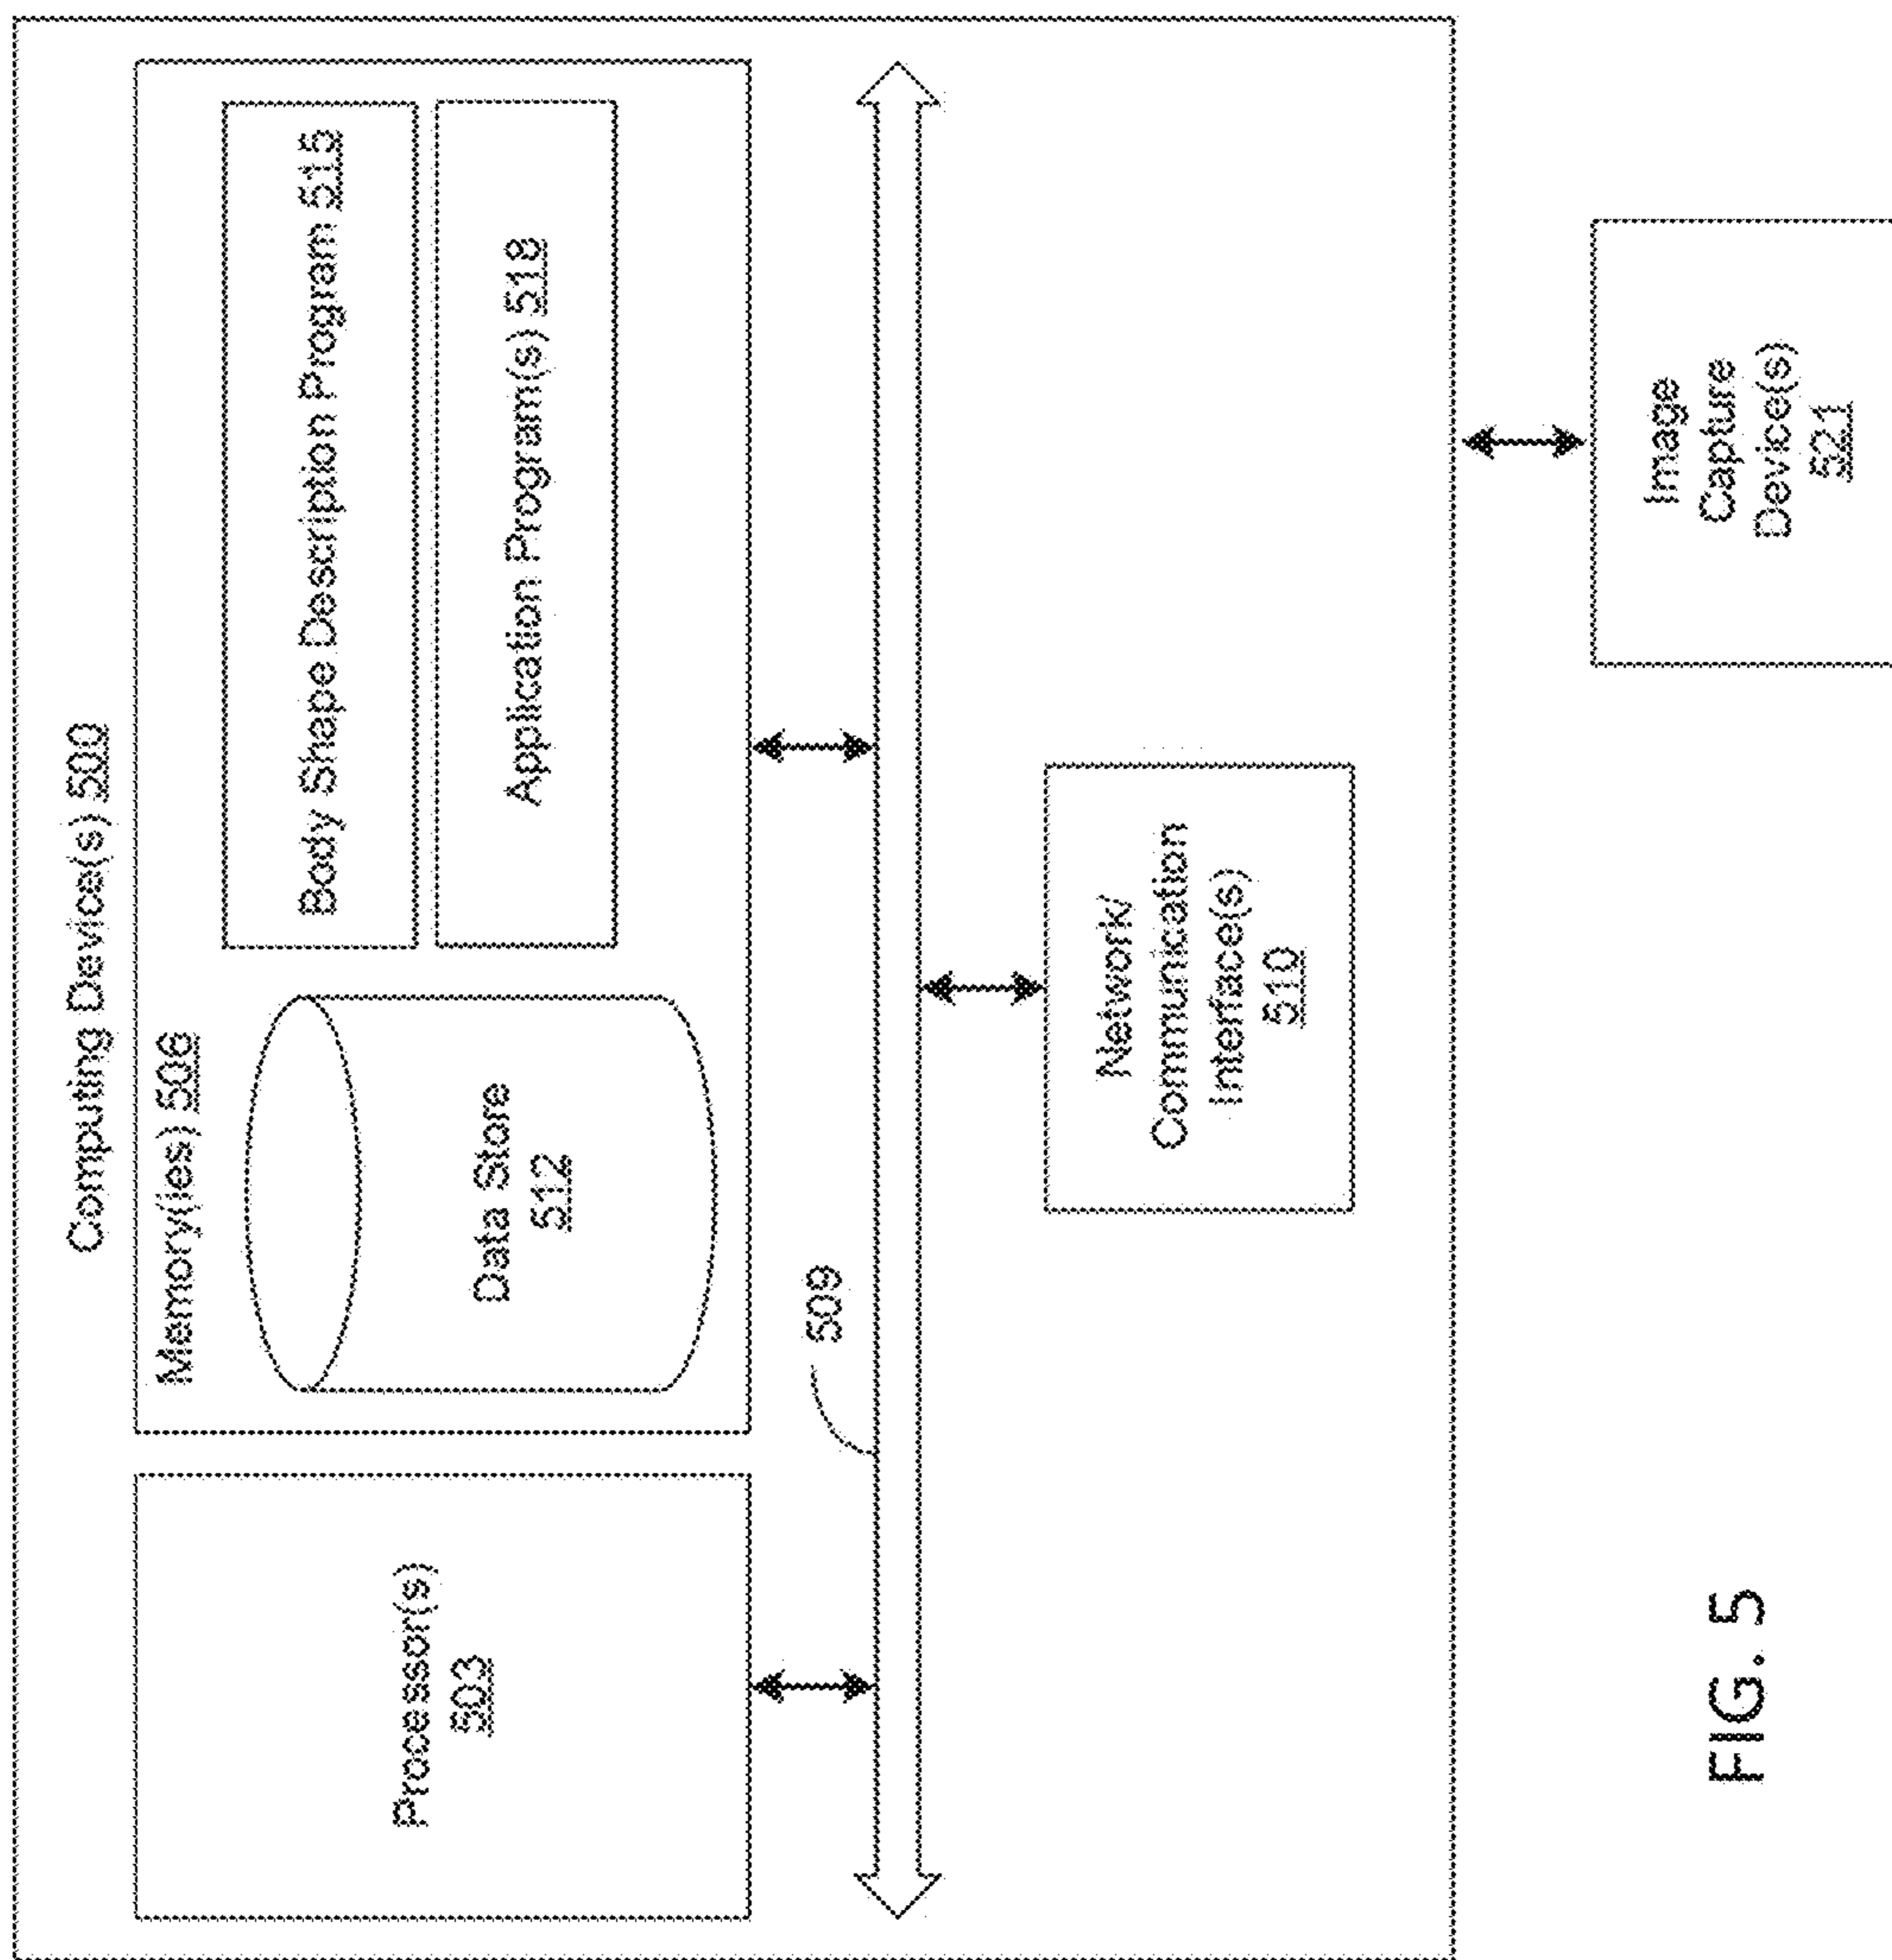 Computing Device(s) 500
Processor(s)
503
Memory(ies) 506
Data Store
512
Body Shape Description Program 515
Application Program(s) 518
509
Network/
Communication
Interface(s)
510
Image
Capture
Device(s)
521
FIG. 5